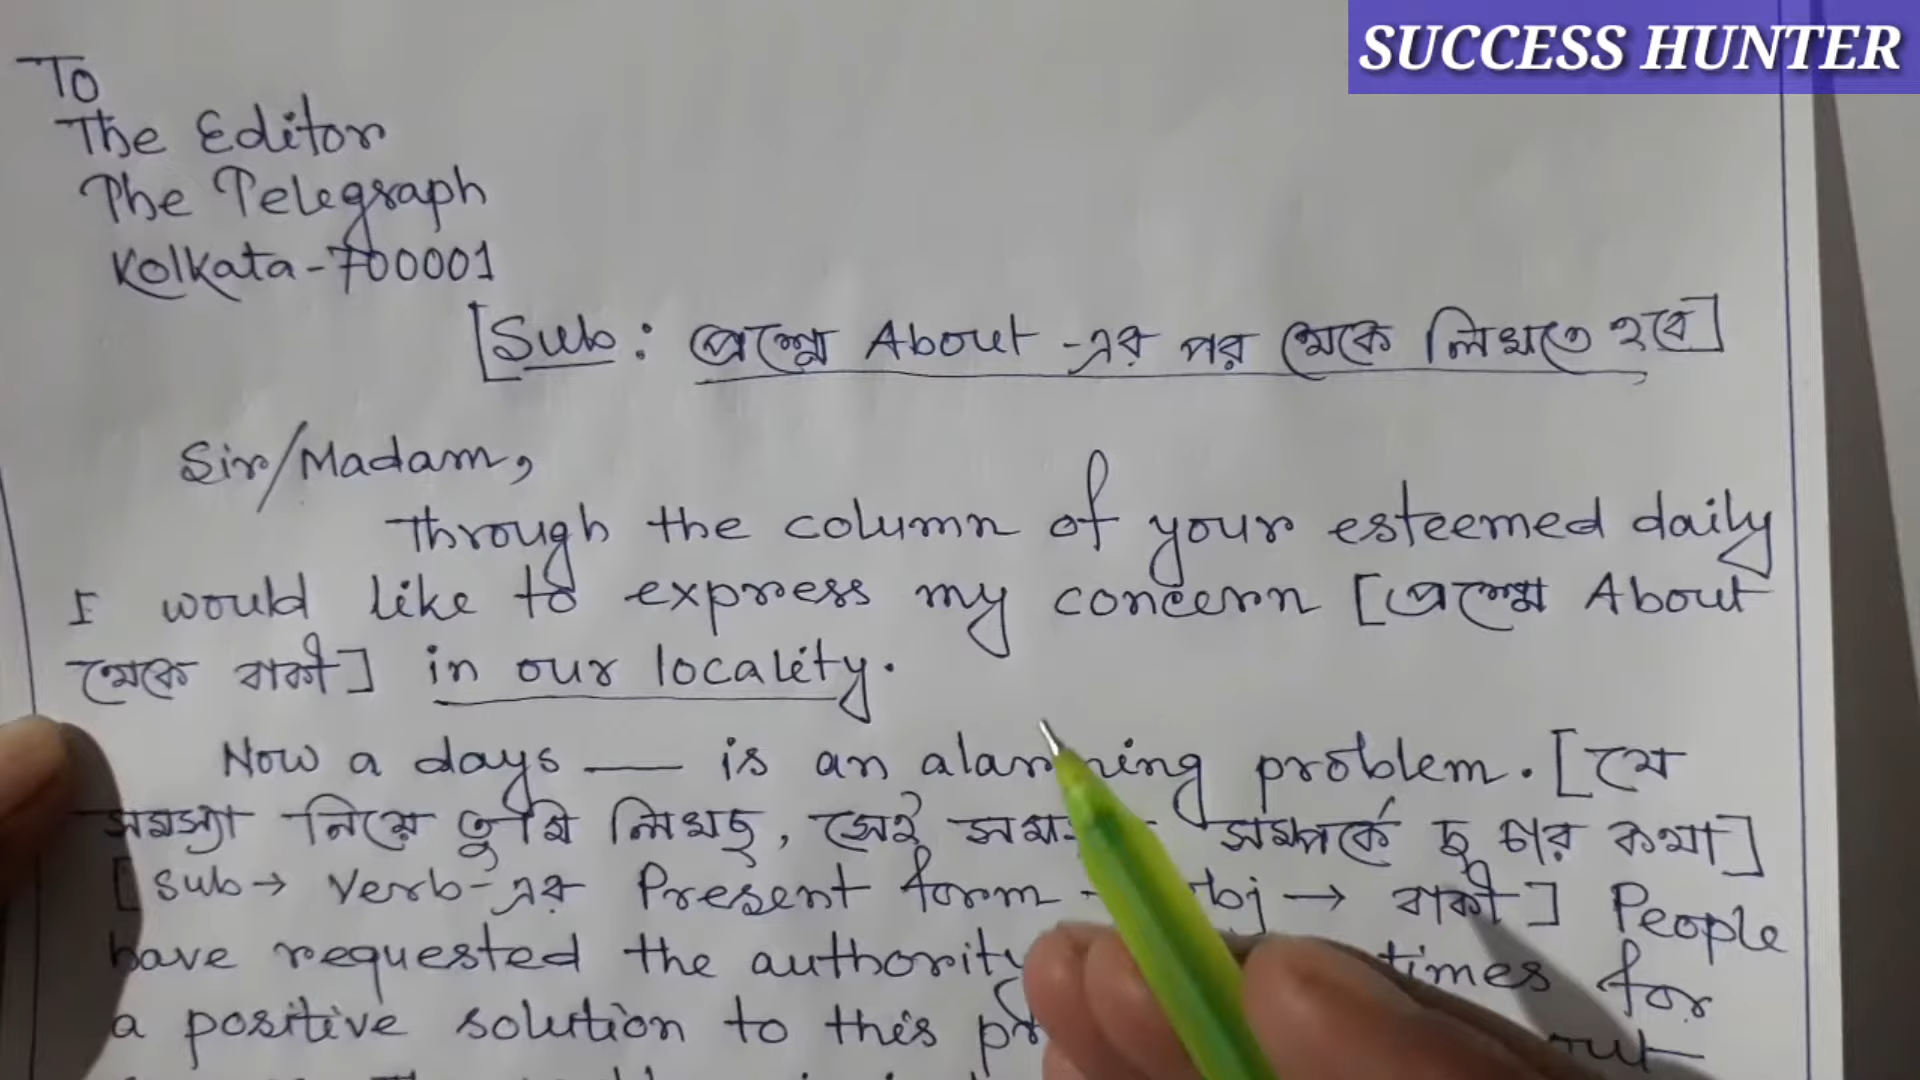 SUCCESS HUNTER
To
The Editor
The Telegraph
Kolkata-700001
[Sub: প্রশ্নে About -এর পর থেকে লিখতে হবে]
Sir/Madam,
Through the column of your esteemed daily
I would like to express my concern [প্রশ্নে About
থেকে বাকী] in our locality.
Now a days —— is an alarming problem. [যে
সমস্যা নিয়ে তুমি লিখছ, সেই সম্পর্কে দু চার কথা]
[Sub → Verb-এর Present form → বাকী] People
have requested the authority times for
a positive solution to this